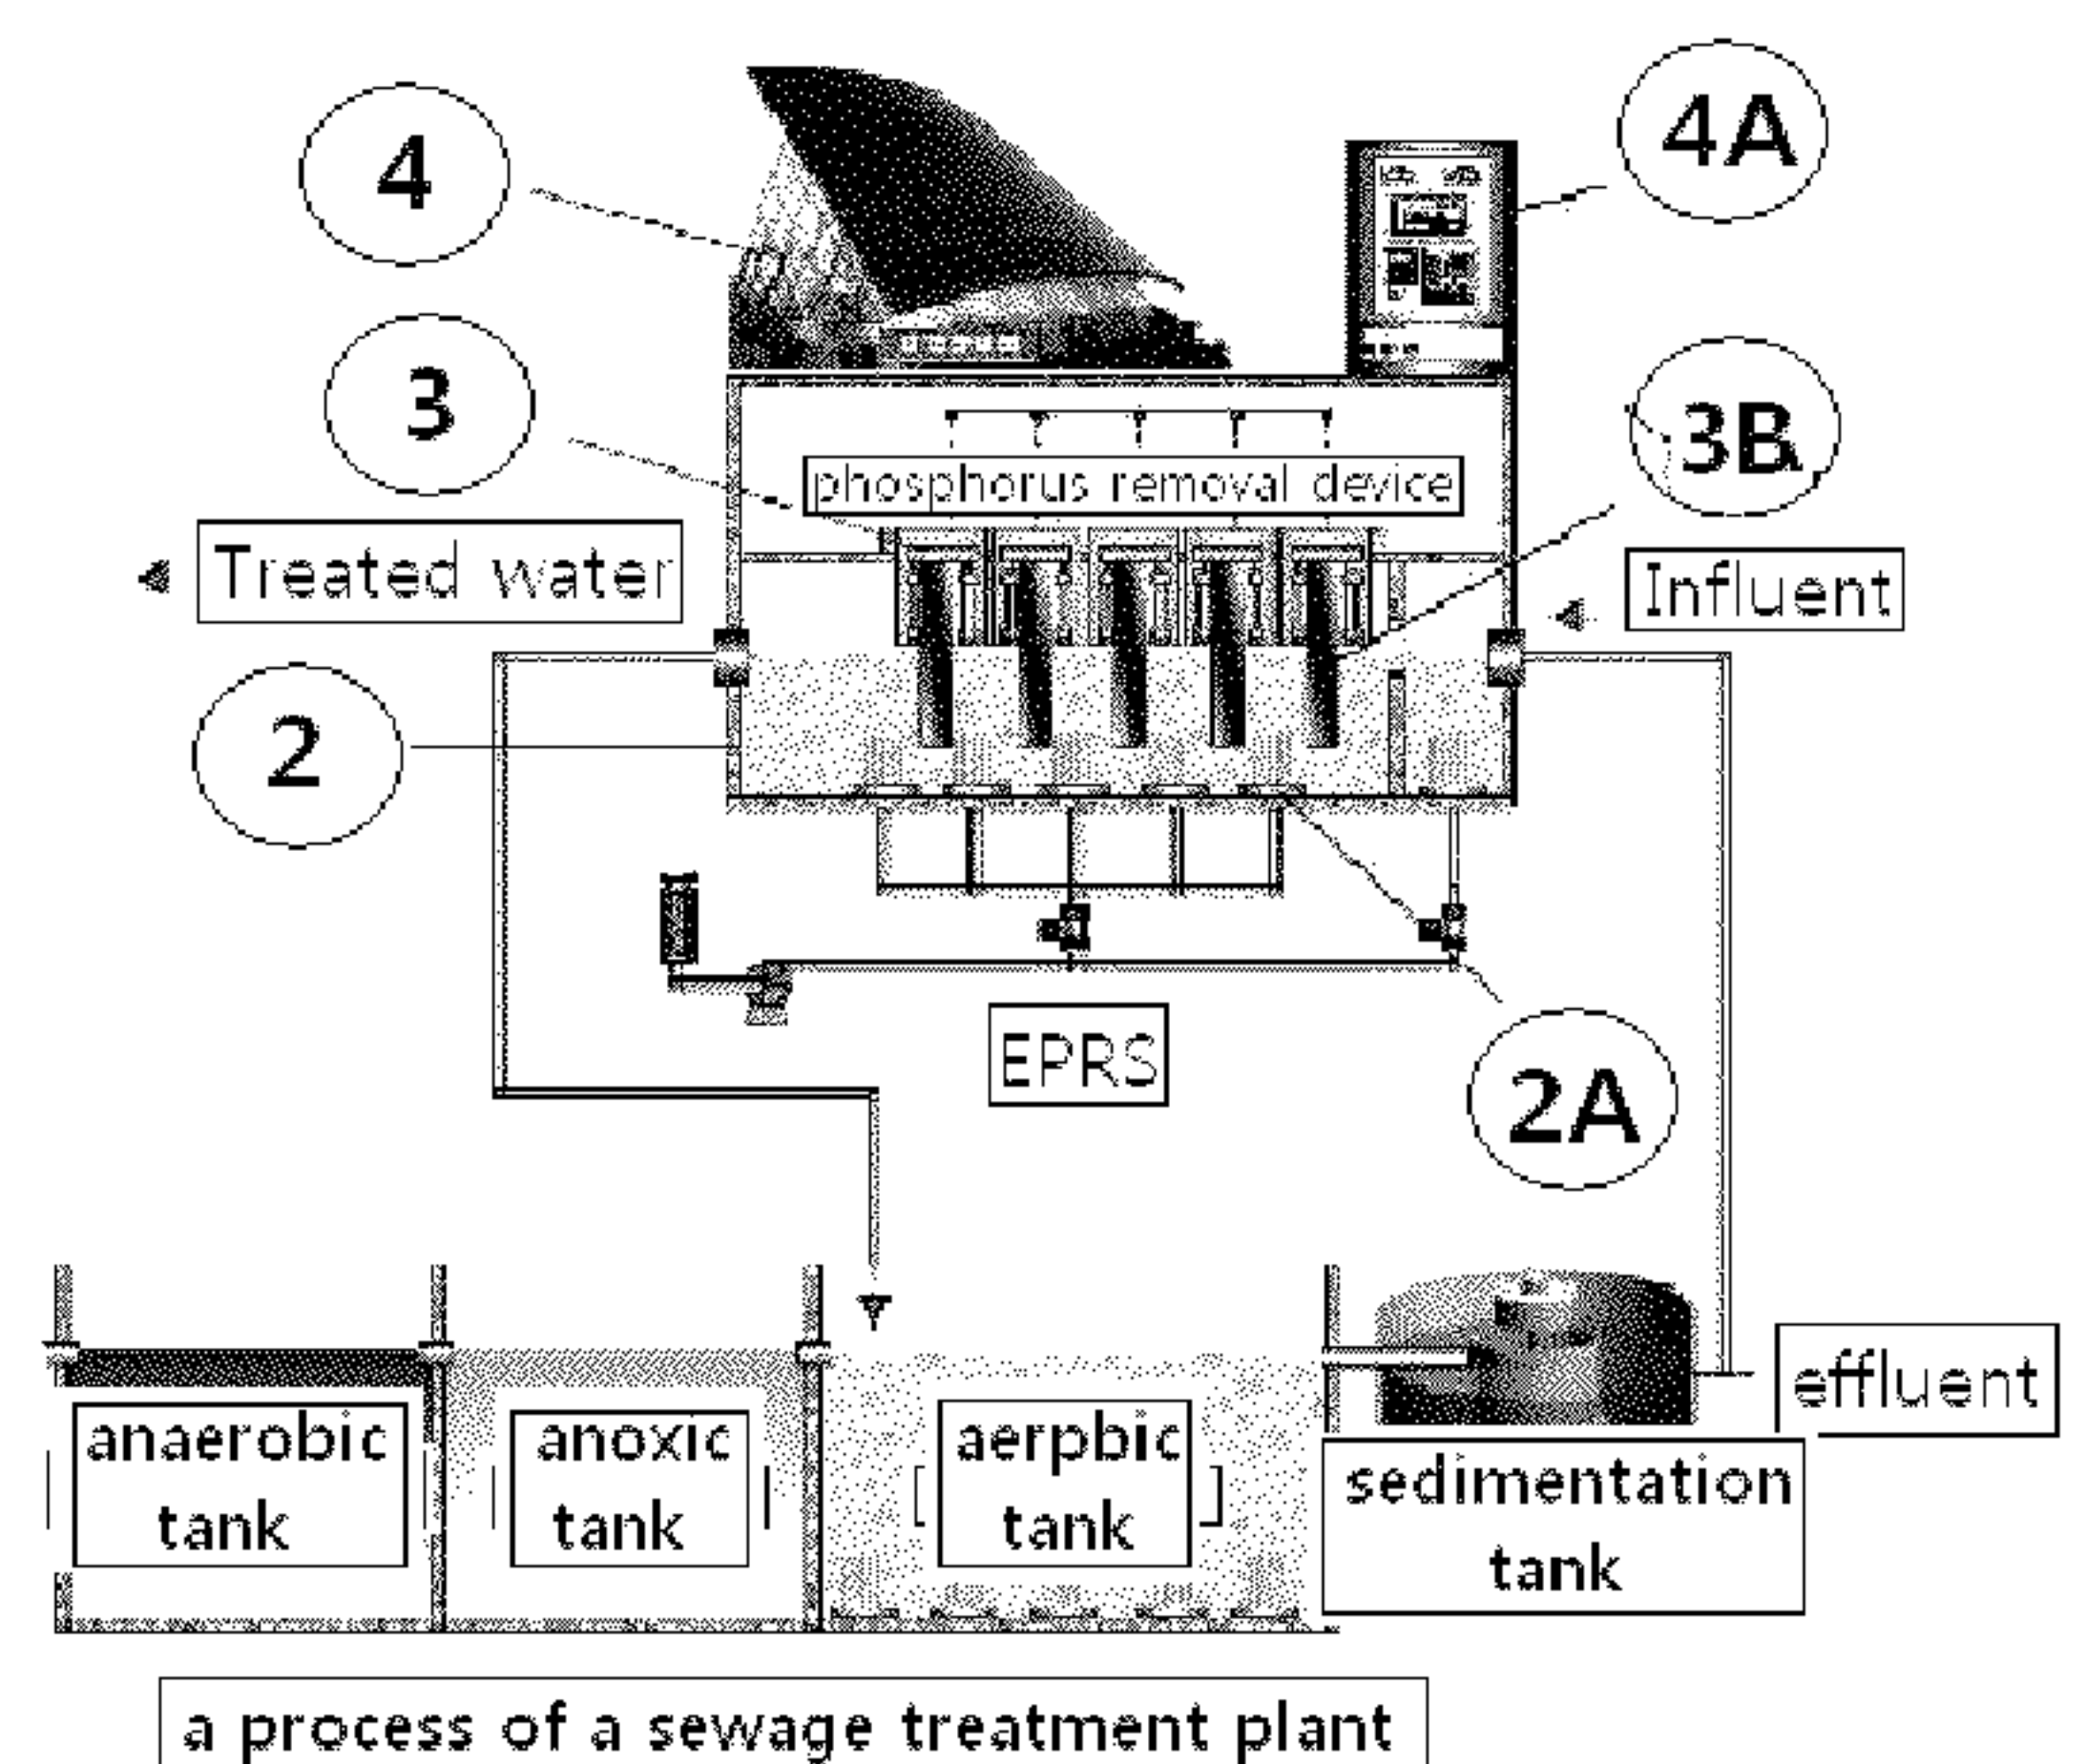 4
4A
3
3B
phosphorus removal device
Treated water
Influent
2
EPRS
2A
effluent
anaerobic
tank
anoxic
tank
aerpbic
tank
sedimentation
tank
a process of a sewage treatment plant